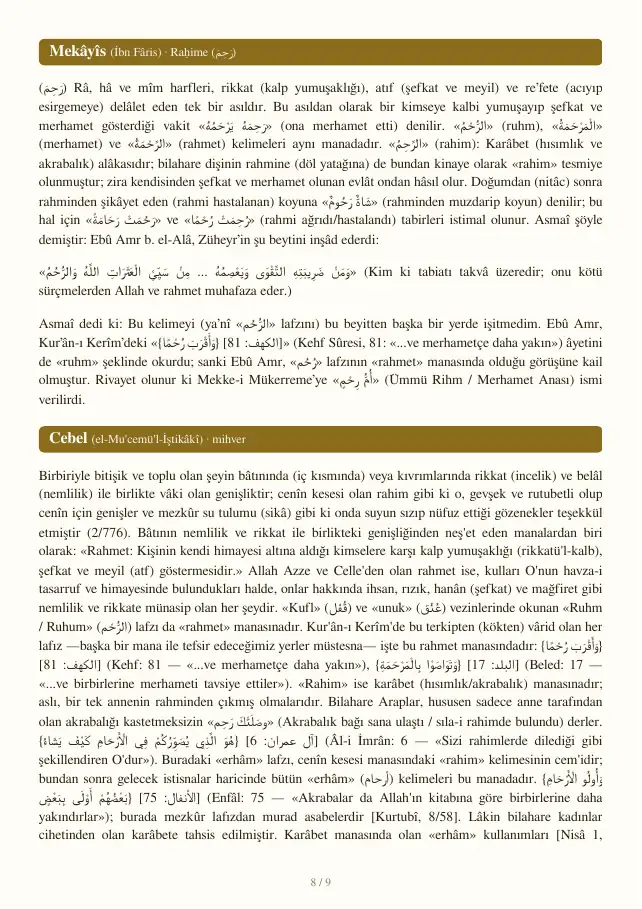 Mekâyîs (İbn Fâris) · Raḥime (رَحِمَ)
(رَحِمَ) Râ, hâ ve mîm harfleri, rikkat (kalp yumuşaklığı), atıf (şefkat ve meyil) ve re'fete (acıyıp
esirgemeye) delâlet eden tek bir asıldır. Bu asıldan olarak bir kimseye kalbi yumuşayıp şefkat ve
merhamet gösterdiği vakit «رَحِمَهُ يَرْحَمُهُ» (ona merhamet etti) denilir. «الرُّحْمُ» (ruhm), «الْمَرْحَمَةُ»
(merhamet) ve «الرَّحْمَةُ» (rahmet) kelimeleri aynı manadadır. «الرَّحِمُ» (rahim): Karâbet (hısımlık ve
akrabalık) alâkasıdır; bilahare dişinin rahmine (döl yatağına) de bundan kinaye olarak «rahim» tesmiye
olunmuştur; zira kendisinden şefkat ve merhamet olunan evlât ondan hâsıl olur. Doğumdan (nitâc) sonra
rahminden şikâyet eden (rahmi hastalanan) koyuna «شَاةٌ رَحُومٌ» (rahminden muzdarip koyun) denilir; bu
hal için «رَحُمَتْ رَحَامَةً» ve «رُحِمَتْ رُحْمًا» (rahmi ağrıdı/hastalandı) tabirleri istimal olunur. Asmaî şöyle
demiştir: Ebû Amr b. el-Alâ, Züheyr'in şu beytini inşâd ederdi:
«وَمَنْ ضَرِيبَتِهِ التَّقْوَى وَيَعْصِمُهُ ... مِنْ سَيِّئِ الْعَثَرَاتِ اللَّهُ وَالرُّحْمُ» (Kim ki tabiatı takvâ üzeredir; onu kötü
sürçmelerden Allah ve rahmet muhafaza eder.)
Asmaî dedi ki: Bu kelimeyi (ya'nî «الرُّحم» lafzını) bu beyitten başka bir yerde işitmedim. Ebû Amr,
Kur'ân-ı Kerîm'deki «{وَأَقْرَبَ رُحْمًا} [الكهف: 81]» (Kehf Sûresi, 81: «...ve merhametçe daha yakın») âyetini
de «ruhm» şeklinde okurdu; sanki Ebû Amr, «رُحْم» lafzının «rahmet» manasında olduğu görüşüne kail
olmuştur. Rivayet olunur ki Mekke-i Mükerreme'ye «أُمُّ رِحْمٍ» (Ümmü Rihm / Merhamet Anası) ismi
verilirdi.
Cebel (el-Mu'cemü'l-İştikâkî) · mihver
Birbiriyle bitişik ve toplu olan şeyin bâtınında (iç kısmında) veya kıvrımlarında rikkat (incelik) ve belâl
(nemlilik) ile birlikte vâki olan genişliktir; cenîn kesesi olan rahim gibi ki o, gevşek ve rutubetli olup
cenîn için genişler ve mezkûr su tulumu (sikâ) gibi ki onda suyun sızıp nüfuz ettiği gözenekler teşekkül
etmiştir (2/776). Bâtının nemlilik ve rikkat ile birlikteki genişliğinden neş'et eden manalardan biri
olarak: «Rahmet: Kişinin kendi himayesi altına aldığı kimselere karşı kalp yumuşaklığı (rikkatü'l-kalb),
şefkat ve meyil (atf) göstermesidir.» Allah Azze ve Celle'den olan rahmet ise, kulları O'nun havza-i
tasarruf ve himayesinde bulundukları halde, onlar hakkında ihsan, rızık, hanân (şefkat) ve mağfiret gibi
nemlilik ve rikkate münasip olan her şeydir. «Kufl» (قُفْل) ve «unuk» (عُنُق) vezinlerinde okunan «Ruhm
/ Ruhum» (الرُّحم) lafzı da «rahmet» manasınadır. Kur'ân-ı Kerîm'de bu terkipten (kökten) vârid olan her
lafız —başka bir mana ile tefsir edeceğimiz yerler müstesna— işte bu rahmet manasındadır: {وَأَقْرَبَ رُحْمًا}
[الكهف: 81] (Kehf: 81 — «...ve merhametçe daha yakın»), {وَتَوَاصَوْا بِالْمَرْحَمَةِ} [البلد: 17] (Beled: 17 —
«...ve birbirlerine merhameti tavsiye ettiler»). «Rahim» ise karâbet (hısımlık/akrabalık) manasınadır;
aslı, bir tek annenin rahminden çıkmış olmalarıdır. Bilahare Araplar, hususen sadece anne tarafından
olan akrabalığı kastetmeksizin «وصَلَتْكَ رَحِم» (Akrabalık bağı sana ulaştı / sıla-i rahimde bulundu) derler.
{هُوَ الَّذِي يُصَوِّرُكُمْ فِي الْأَرْحَامِ كَيْفَ يَشَاءُ} [آل عمران: 6] (Âl-i İmrân: 6 — «Sizi rahimlerde dilediği gibi
şekillendiren O'dur»). Buradaki «erhâm» lafzı, cenîn kesesi manasındaki «rahim» kelimesinin cem'idir;
bundan sonra gelecek istisnalar haricinde bütün «erhâm» (أرحام) kelimeleri bu manadadır. {وَأُولُو الْأَرْحَامِ
بَعْضُهُمْ أَوْلَى بِبَعْضٍ} [الأنفال: 75] (Enfâl: 75 — «Akrabalar da Allah'ın kitabına göre birbirlerine daha
yakındırlar»); burada mezkûr lafızdan murad asabelerdir [Kurtubî, 8/58]. Lâkin bilahare kadınlar
cihetinden olan karâbete tahsis edilmiştir. Karâbet manasında olan «erhâm» kullanımları [Nisâ 1,
8 / 9